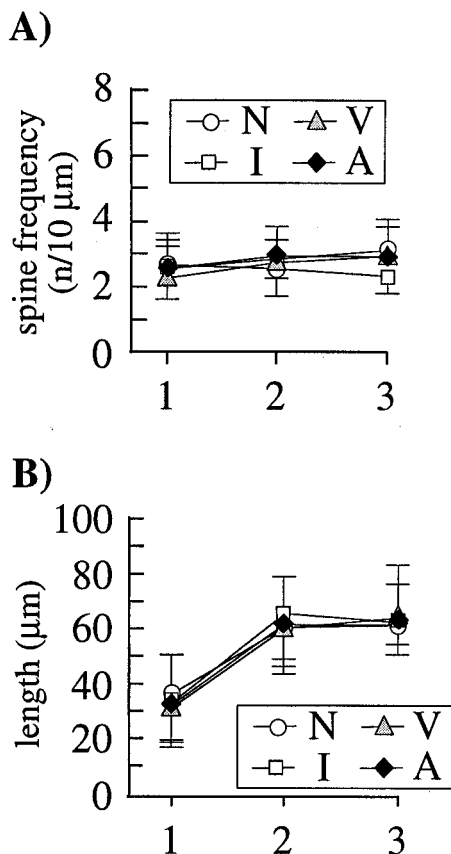 A)
spine frequency
(n/10 μm)
8
6
4
2
0
N V
I A
1 2 3
B)
length (μm)
100
80
60
40
20
0
N V
I A
1 2 3